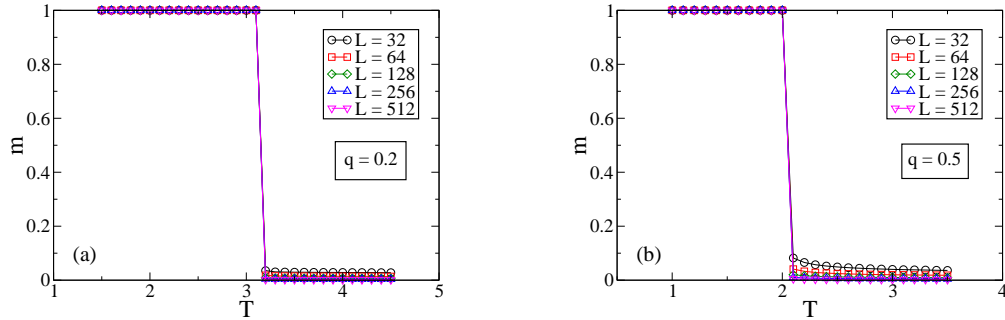 1
0.8
0.6
0.4
0.2
0
m
L = 32
L = 64
L = 128
L = 256
L = 512
q = 0.2
(a)
1 2 3 4 5
T
1
0.8
0.6
0.4
0.2
0
m
L = 32
L = 64
L = 128
L = 256
L = 512
q = 0.5
(b)
1 2 3 4
T